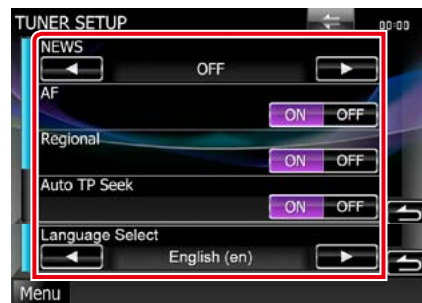 TUNER SETUP 00:00
NEWS
OFF
AF
ON OFF
Regional
ON OFF
Auto TP Seek
ON OFF
Language Select
English (en)
Menu